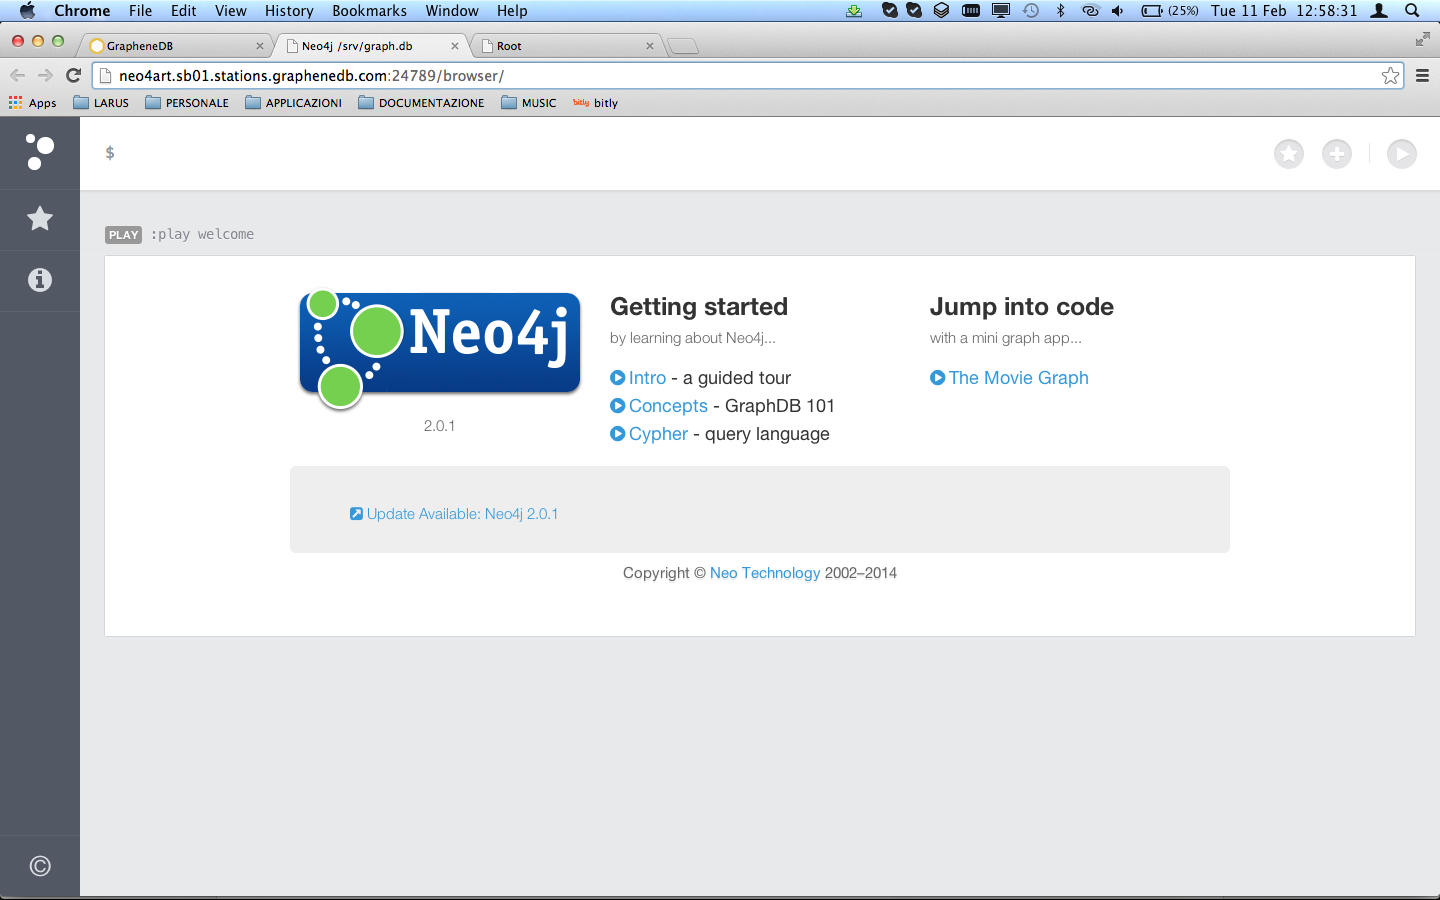 Chrome File Edit View History Bookmarks Window Help (25%) Tue 11 Feb 12:58:31
GrapheneDB Neo4j /srv/graph.db Root
neo4art.sb01.stations.graphenedb.com:24789/browser/
Apps LARUS PERSONALE APPLICAZIONI DOCUMENTAZIONE MUSIC bitly bitly
$
PLAY :play welcome
Neo4j
2.0.1
Getting started
by learning about Neo4j...
Intro - a guided tour
Concepts - GraphDB 101
Cypher - query language
Jump into code
with a mini graph app...
The Movie Graph
Update Available: Neo4j 2.0.1
Copyright © Neo Technology 2002–2014
©